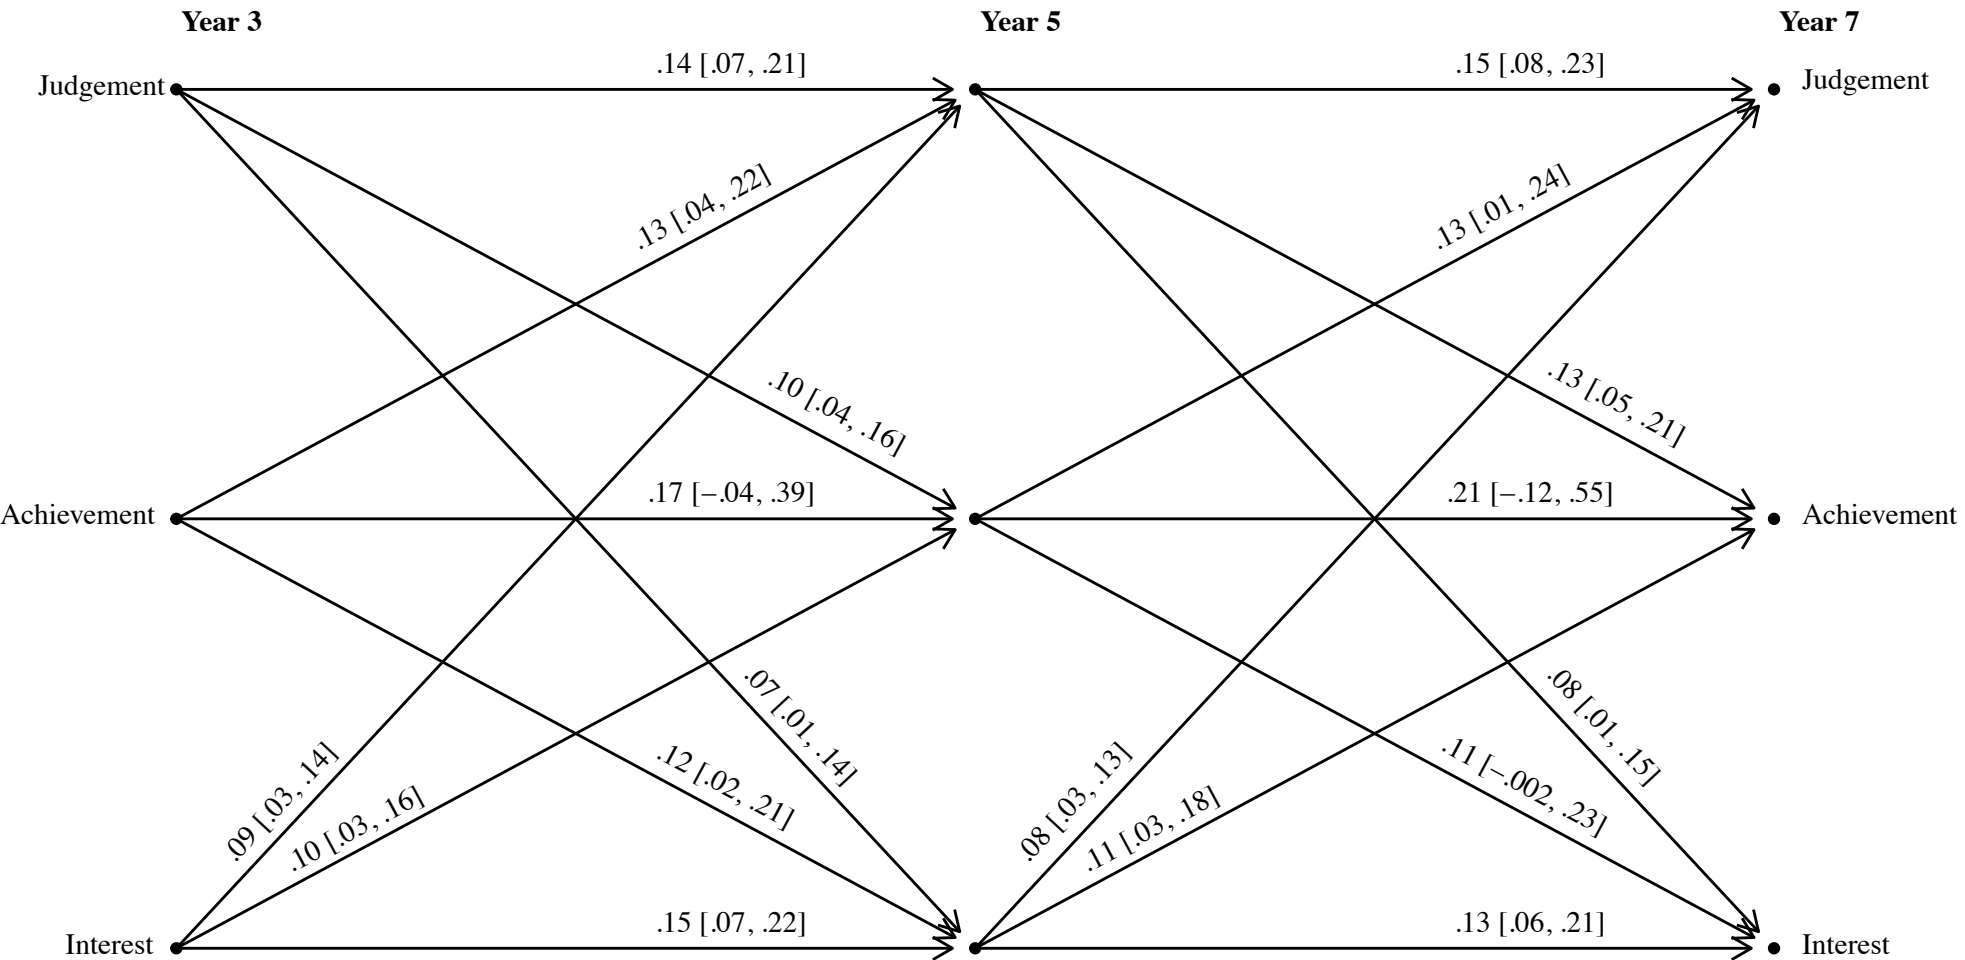 Year 3
Year 5
Year 7
Judgement
.14 [.07, .21]
.15 [.08, .23]
Judgement
.13 [.04, .22]
.13 [.01, .24]
.10 [.04, .16]
.13 [.05, .21]
Achievement
.17 [−.04, .39]
.21 [−.12, .55]
Achievement
.07 [.01, .14]
.08 [.01, .15]
.09 [.03, .14]
.10 [.03, .16]
.12 [.02, .21]
.08 [.03, .13]
.11 [.03, .18]
.11 [−.002, .23]
Interest
.15 [.07, .22]
.13 [.06, .21]
Interest